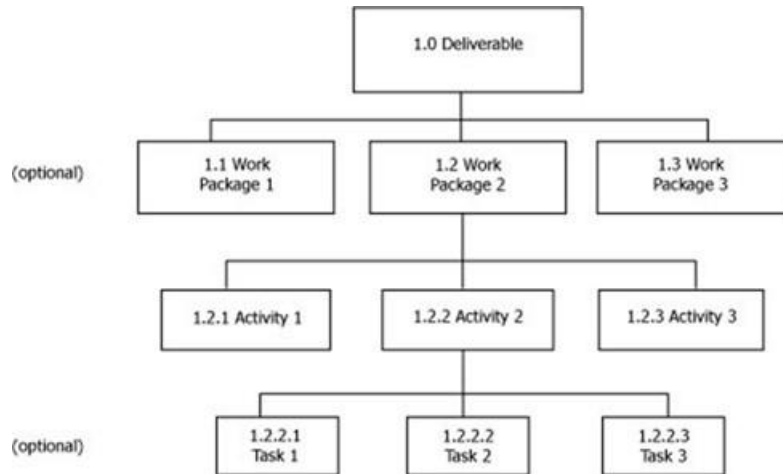 1.0 Deliverable
(optional)
1.1 Work
Package 1
1.2 Work
Package 2
1.3 Work
Package 3
1.2.1 Activity 1
1.2.2 Activity 2
1.2.3 Activity 3
(optional)
1.2.2.1
Task 1
1.2.2.2
Task 2
1.2.2.3
Task 3